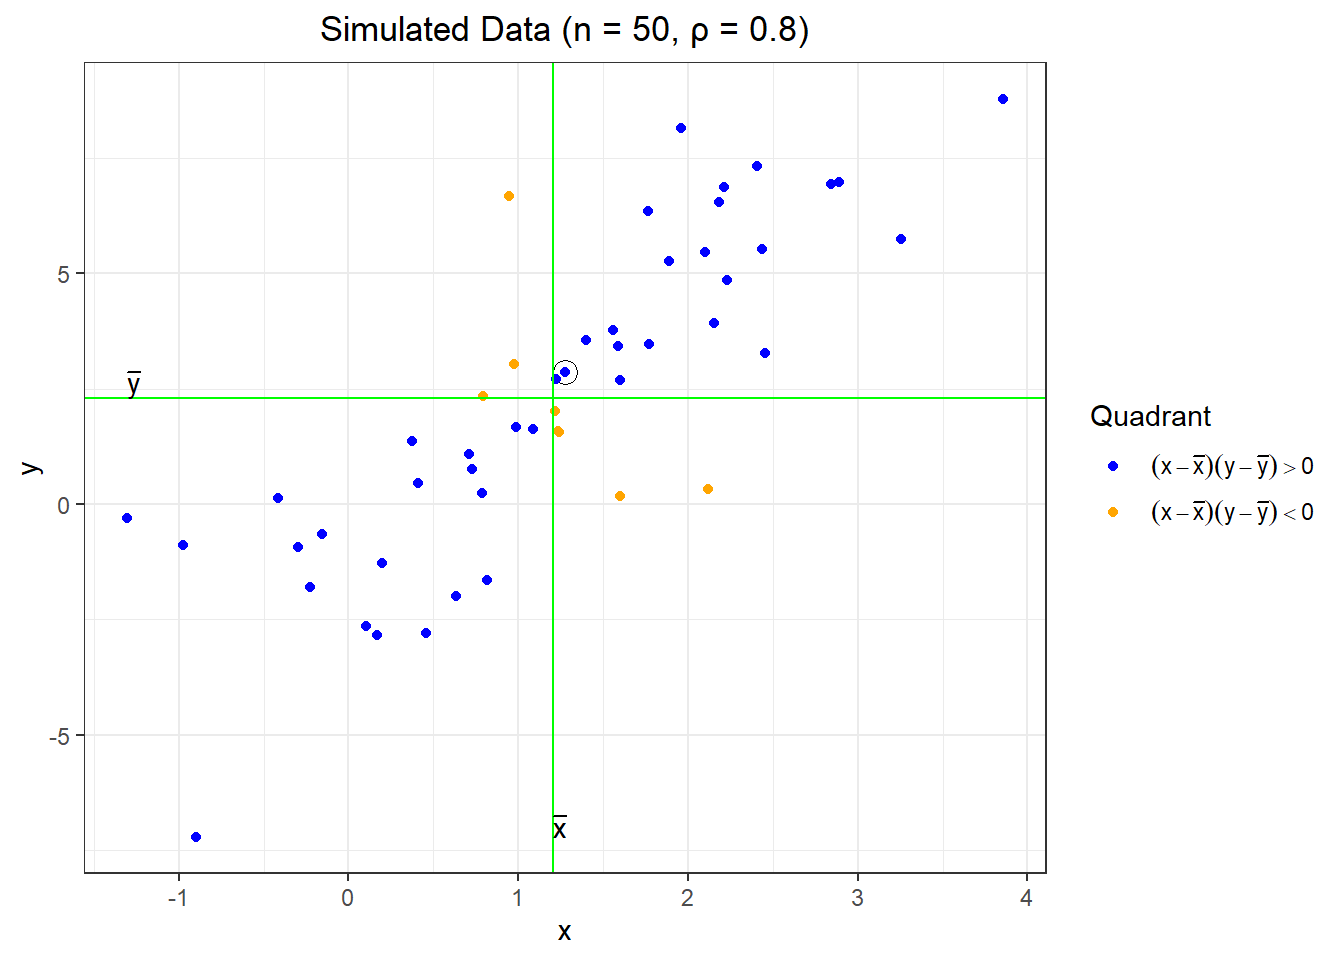 Simulated Data (n = 50, ρ = 0.8)
5
0
-5
y
y̅
x̅
-1
0
1
2
3
4
x
Quadrant
(x − x̅)(y − y̅) > 0
(x − x̅)(y − y̅) < 0